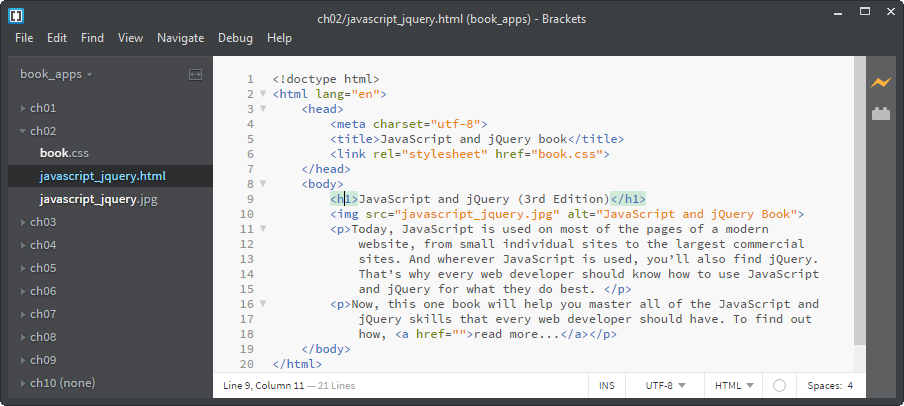 ch02/javascript_jquery.html (book_apps) - Brackets
File Edit Find View Navigate Debug Help
book_apps
ch01
ch02
book.css
javascript_jquery.html
javascript_jquery.jpg
ch03
ch04
ch05
ch06
ch07
ch08
ch09
ch10 (none)
1 <!doctype html>
2 <html lang="en">
3 <head>
4 <meta charset="utf-8">
5 <title>JavaScript and jQuery book</title>
6 <link rel="stylesheet" href="book.css">
7 </head>
8 <body>
9 <h1>JavaScript and jQuery (3rd Edition)</h1>
10 <img src="javascript_jquery.jpg" alt="JavaScript and jQuery Book">
11 <p>Today, JavaScript is used on most of the pages of a modern
12 website, from small individual sites to the largest commercial
13 sites. And wherever JavaScript is used, you’ll also find jQuery.
14 That’s why every web developer should know how to use JavaScript
15 and jQuery for what they do best. </p>
16 <p>Now, this one book will help you master all of the JavaScript and
17 jQuery skills that every web developer should have. To find out
18 how, <a href="">read more...</a></p>
19 </body>
20 </html>
Line 9, Column 11 — 21 Lines
INS UTF-8 HTML Spaces: 4